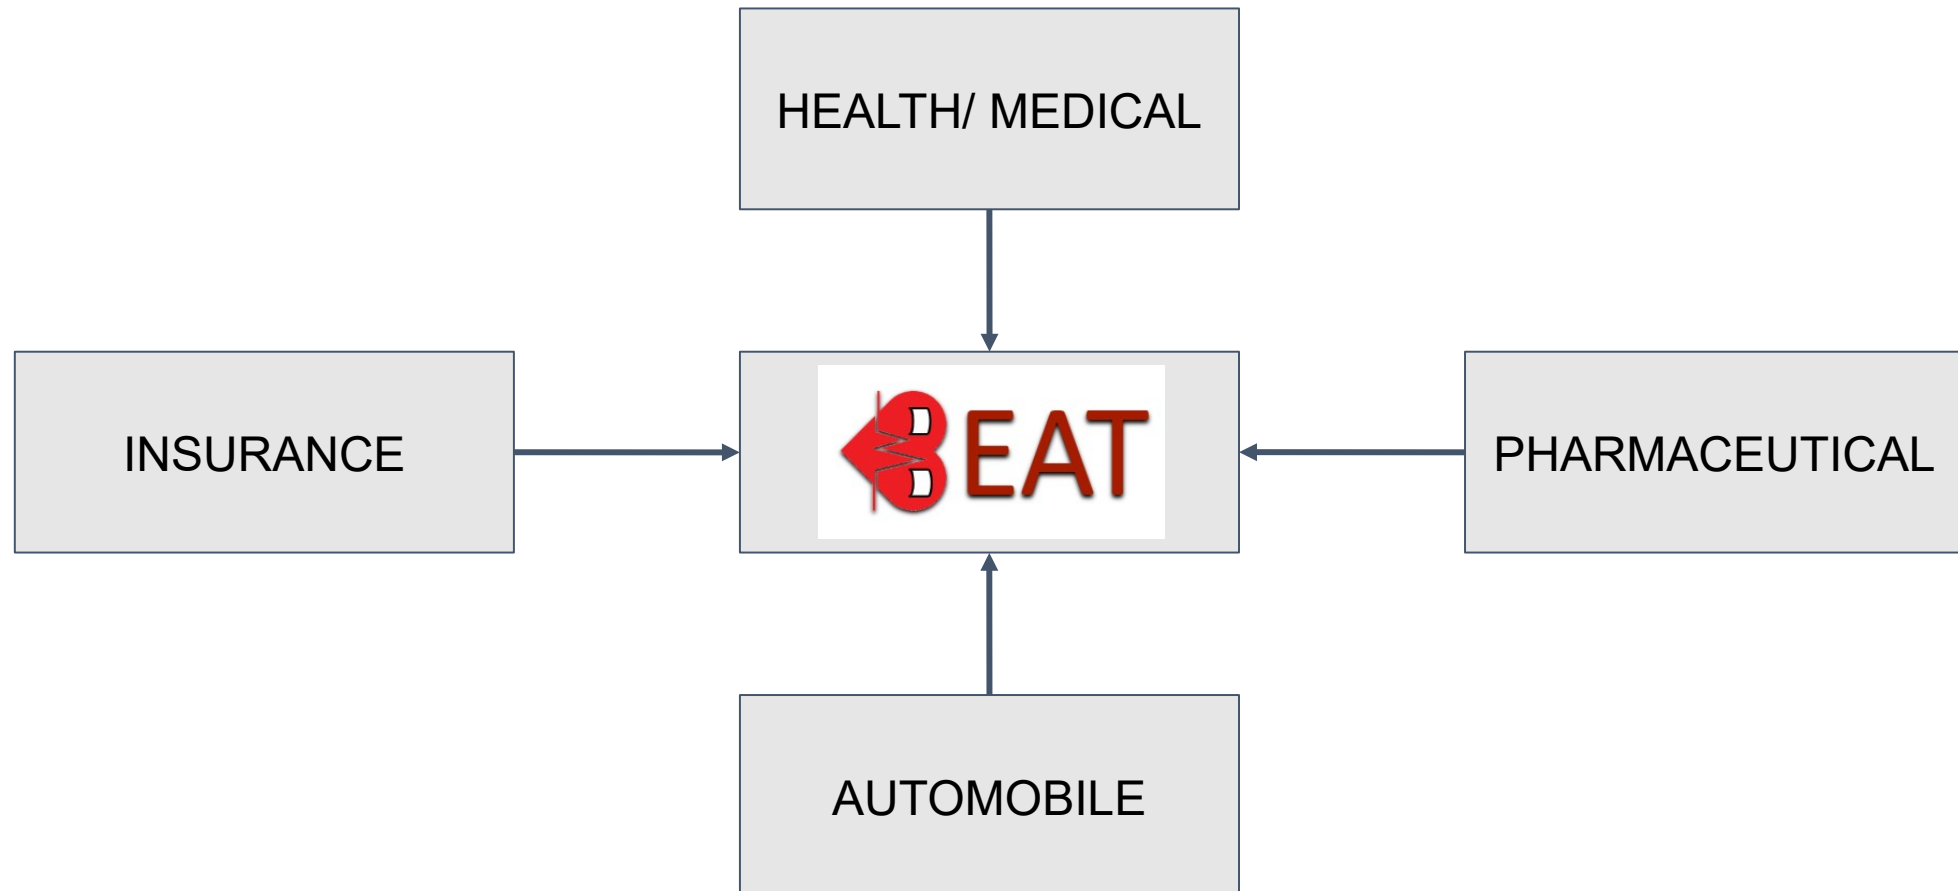 HEALTH/ MEDICAL
INSURANCE
BEAT
PHARMACEUTICAL
AUTOMOBILE